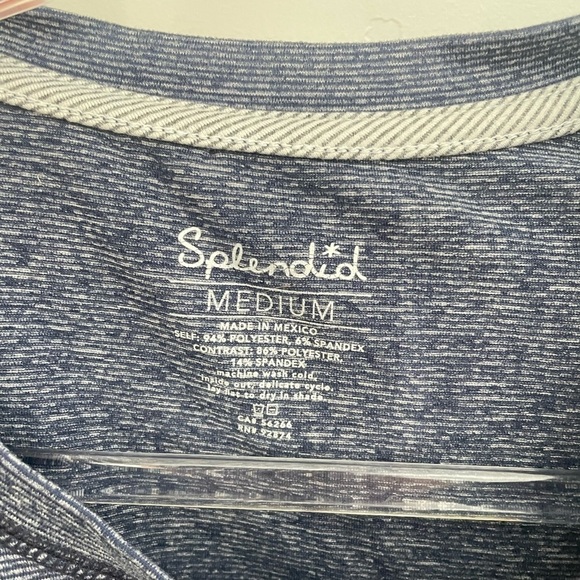 Splendid
MEDIUM
MADE IN MEXICO
SELF: 94% POLYESTER, 6% SPANDEX
CONTRAST: 86% POLYESTER,
14% SPANDEX
machine wash cold,
inside out, delicate cycle,
lay flat to dry in shade
CA# 56266
RN# 52874